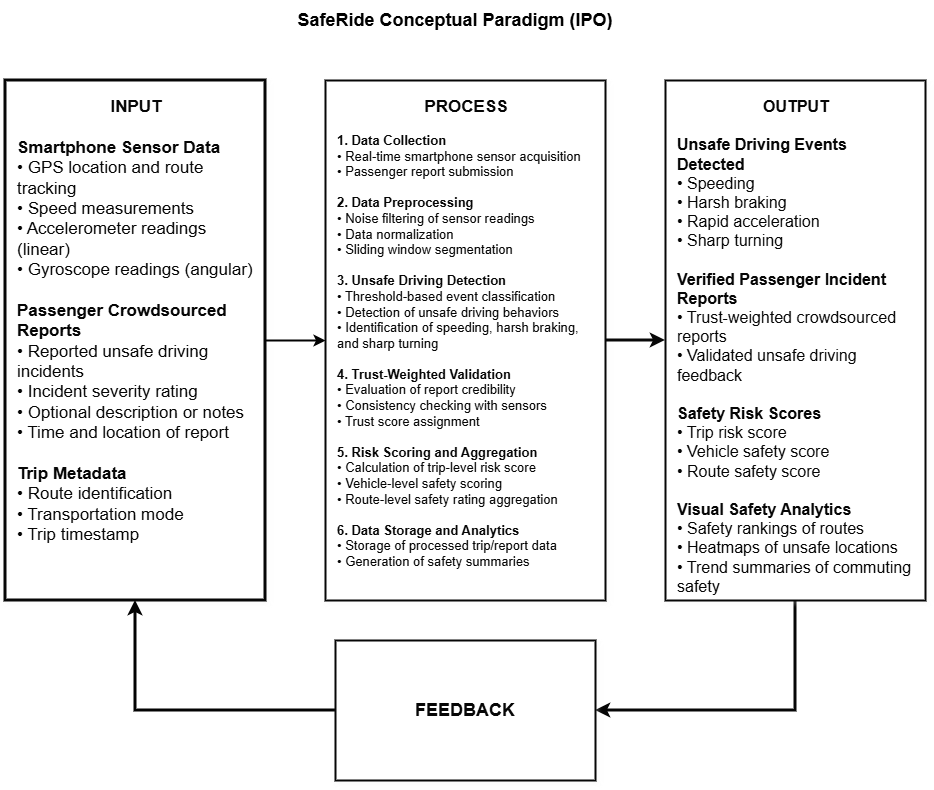 SafeRide Conceptual Paradigm (IPO)
INPUT
Smartphone Sensor Data
• GPS location and route
tracking
• Speed measurements
• Accelerometer readings
(linear)
• Gyroscope readings (angular)
Passenger Crowdsourced
Reports
• Reported unsafe driving
incidents
• Incident severity rating
• Optional description or notes
• Time and location of report
Trip Metadata
• Route identification
• Transportation mode
• Trip timestamp
PROCESS
1. Data Collection
• Real-time smartphone sensor acquisition
• Passenger report submission
2. Data Preprocessing
• Noise filtering of sensor readings
• Data normalization
• Sliding window segmentation
3. Unsafe Driving Detection
• Threshold-based event classification
• Detection of unsafe driving behaviors
• Identification of speeding, harsh braking,
and sharp turning
4. Trust-Weighted Validation
• Evaluation of report credibility
• Consistency checking with sensors
• Trust score assignment
5. Risk Scoring and Aggregation
• Calculation of trip-level risk score
• Vehicle-level safety scoring
• Route-level safety rating aggregation
6. Data Storage and Analytics
• Storage of processed trip/report data
• Generation of safety summaries
OUTPUT
Unsafe Driving Events
Detected
• Speeding
• Harsh braking
• Rapid acceleration
• Sharp turning
Verified Passenger Incident
Reports
• Trust-weighted crowdsourced
reports
• Validated unsafe driving
feedback
Safety Risk Scores
• Trip risk score
• Vehicle safety score
• Route safety score
Visual Safety Analytics
• Safety rankings of routes
• Heatmaps of unsafe locations
• Trend summaries of commuting
safety
FEEDBACK